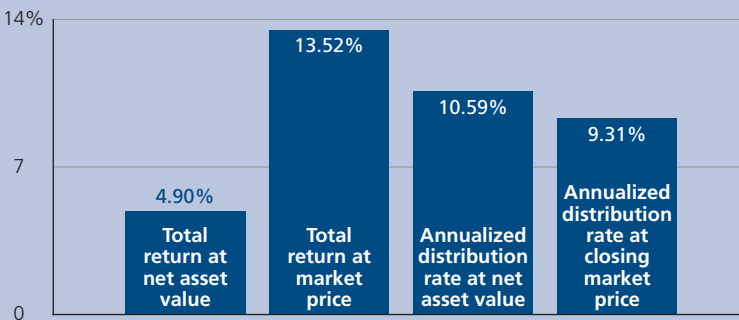 14%
7
0
4.90%
Total
return at
net asset
value
13.52%
Total
return at
market
price
10.59%
Annualized
distribution
rate at net
asset value
9.31%
Annualized
distribution
rate at
closing
market
price